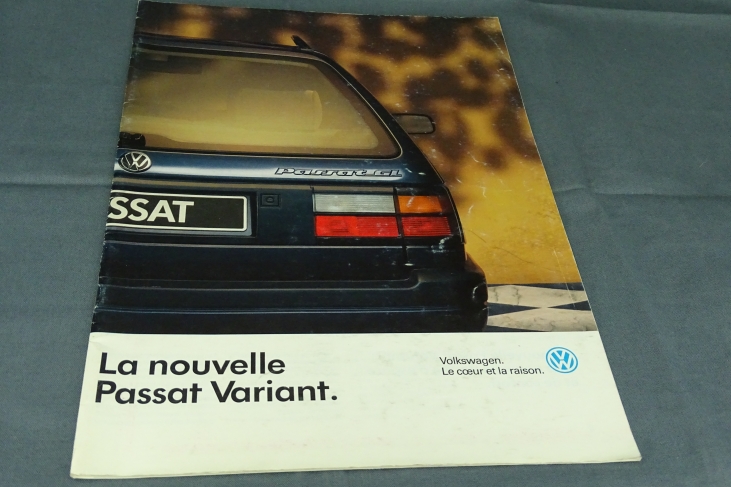 Passat GL
SSAT
La nouvelle
Passat Variant.
Volkswagen.
Le cœur et la raison.